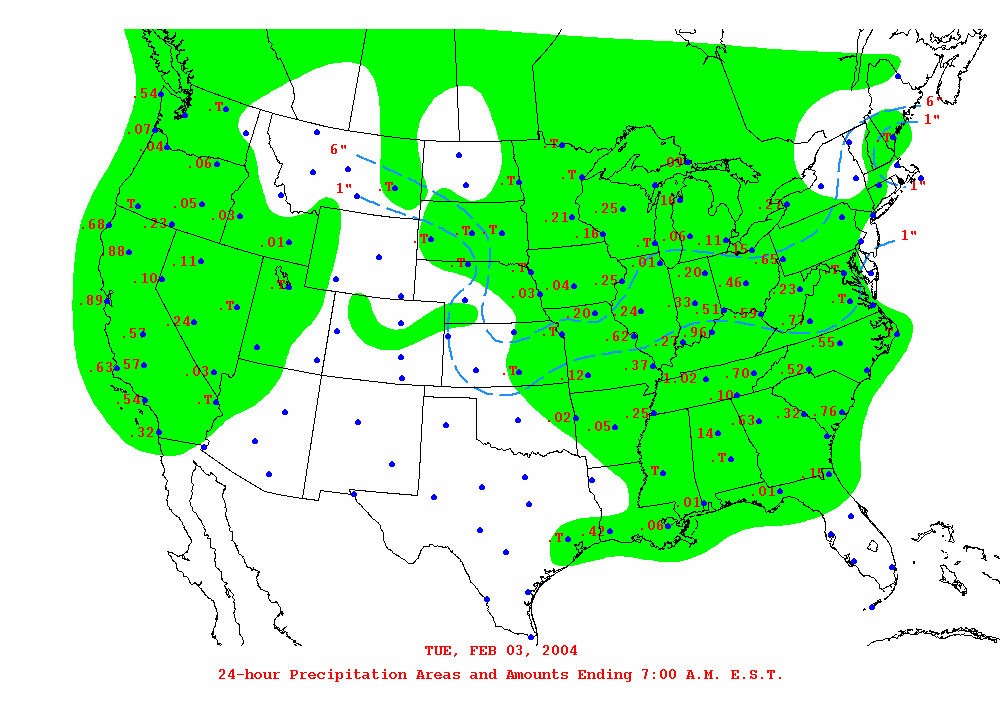 .54
.T
6"
1"
.07
.04
.T
.T
.09
.06
6"
.T
1"
.T
.T
1"
.T
.05
.03
.21
.25
.16
.68
.23
.T
.T
.T
.16
.T
.06
.11
.15
1"
.01
88
.11
.T
.T
.01
.65
.10
.T
.03
.04
.25
.20
.46
.23
.T
.T
.89
.T
.20
.24
.33
.51
.59
.77
.24
.57
.T
.62
.27
.96
.55
.T
.63
.57
.03
.T
.12
.37
1.02
.70
.52
.54
.T
.10
.32
.02
.05
.25
.14
.53
.32
.76
.T
.T
.15
.01
.01
.T
.42
.06
TUE, FEB 03, 2004
24-hour Precipitation Areas and Amounts Ending 7:00 A.M. E.S.T.